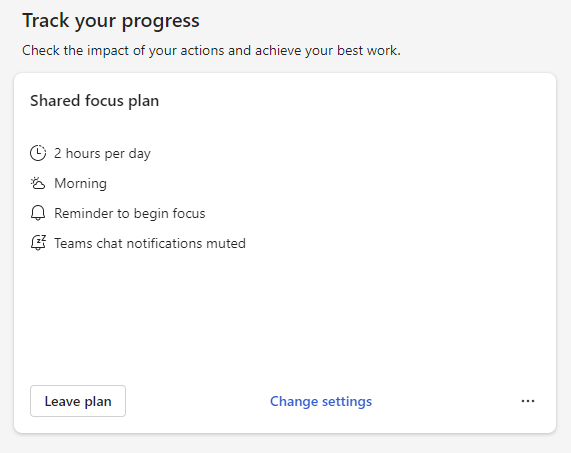 Track your progress
Check the impact of your actions and achieve your best work.
Shared focus plan
2 hours per day
Morning
Reminder to begin focus
Teams chat notifications muted
Leave plan
Change settings